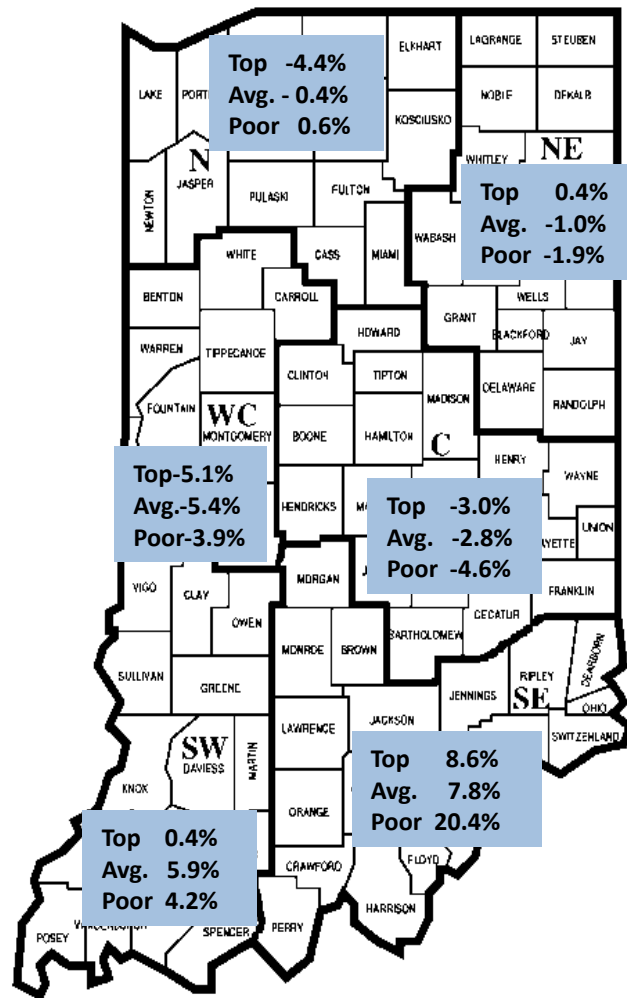 ELKHART
LAGRANGE
STEUBEN
LAKE
NOBLE
DEKALB
Top -4.4%
Avg. - 0.4%
Poor 0.6%
KOSCIUSKO
N
NE
WHITLEY
JASPER
NEWTON
PULASKI
FULTON
WABASH
Top 0.4%
Avg. -1.0%
Poor -1.9%
WHITE
CASS
MIAMI
BENTON
CARROLL
WELLS
GRANT
JAY
WARREN
HOWARD
TIPPECANOE
CLINTON
TIPTON
DELAWARE
MADISON
RANDOLPH
FOUNTAIN
WC
MONTGOMERY
BOONE
HAMILTON
C
HENRY
WAYNE
Top-5.1%
Avg.-5.4%
Poor-3.9%
HENDRICKS
Top -3.0%
Avg. -2.8%
Poor -4.6%
UNION
VIGO
CLAY
MORGAN
FRANKLIN
OWEN
DECATUR
MONROE
BROWN
BARTHOLOMEW
SULLIVAN
GREENE
JENNINGS
RIPLEY
DEARBORN
SE
OHIO
SW
DAVIESS
MARTIN
LAWRENCE
JACKSON
SWITZERLAND
KNOX
Top 8.6%
Avg. 7.8%
Poor 20.4%
ORANGE
Top 0.4%
Avg. 5.9%
Poor 4.2%
CRAWFORD
FLOYD
HARRISON
POSEY
SPENCER
PERRY